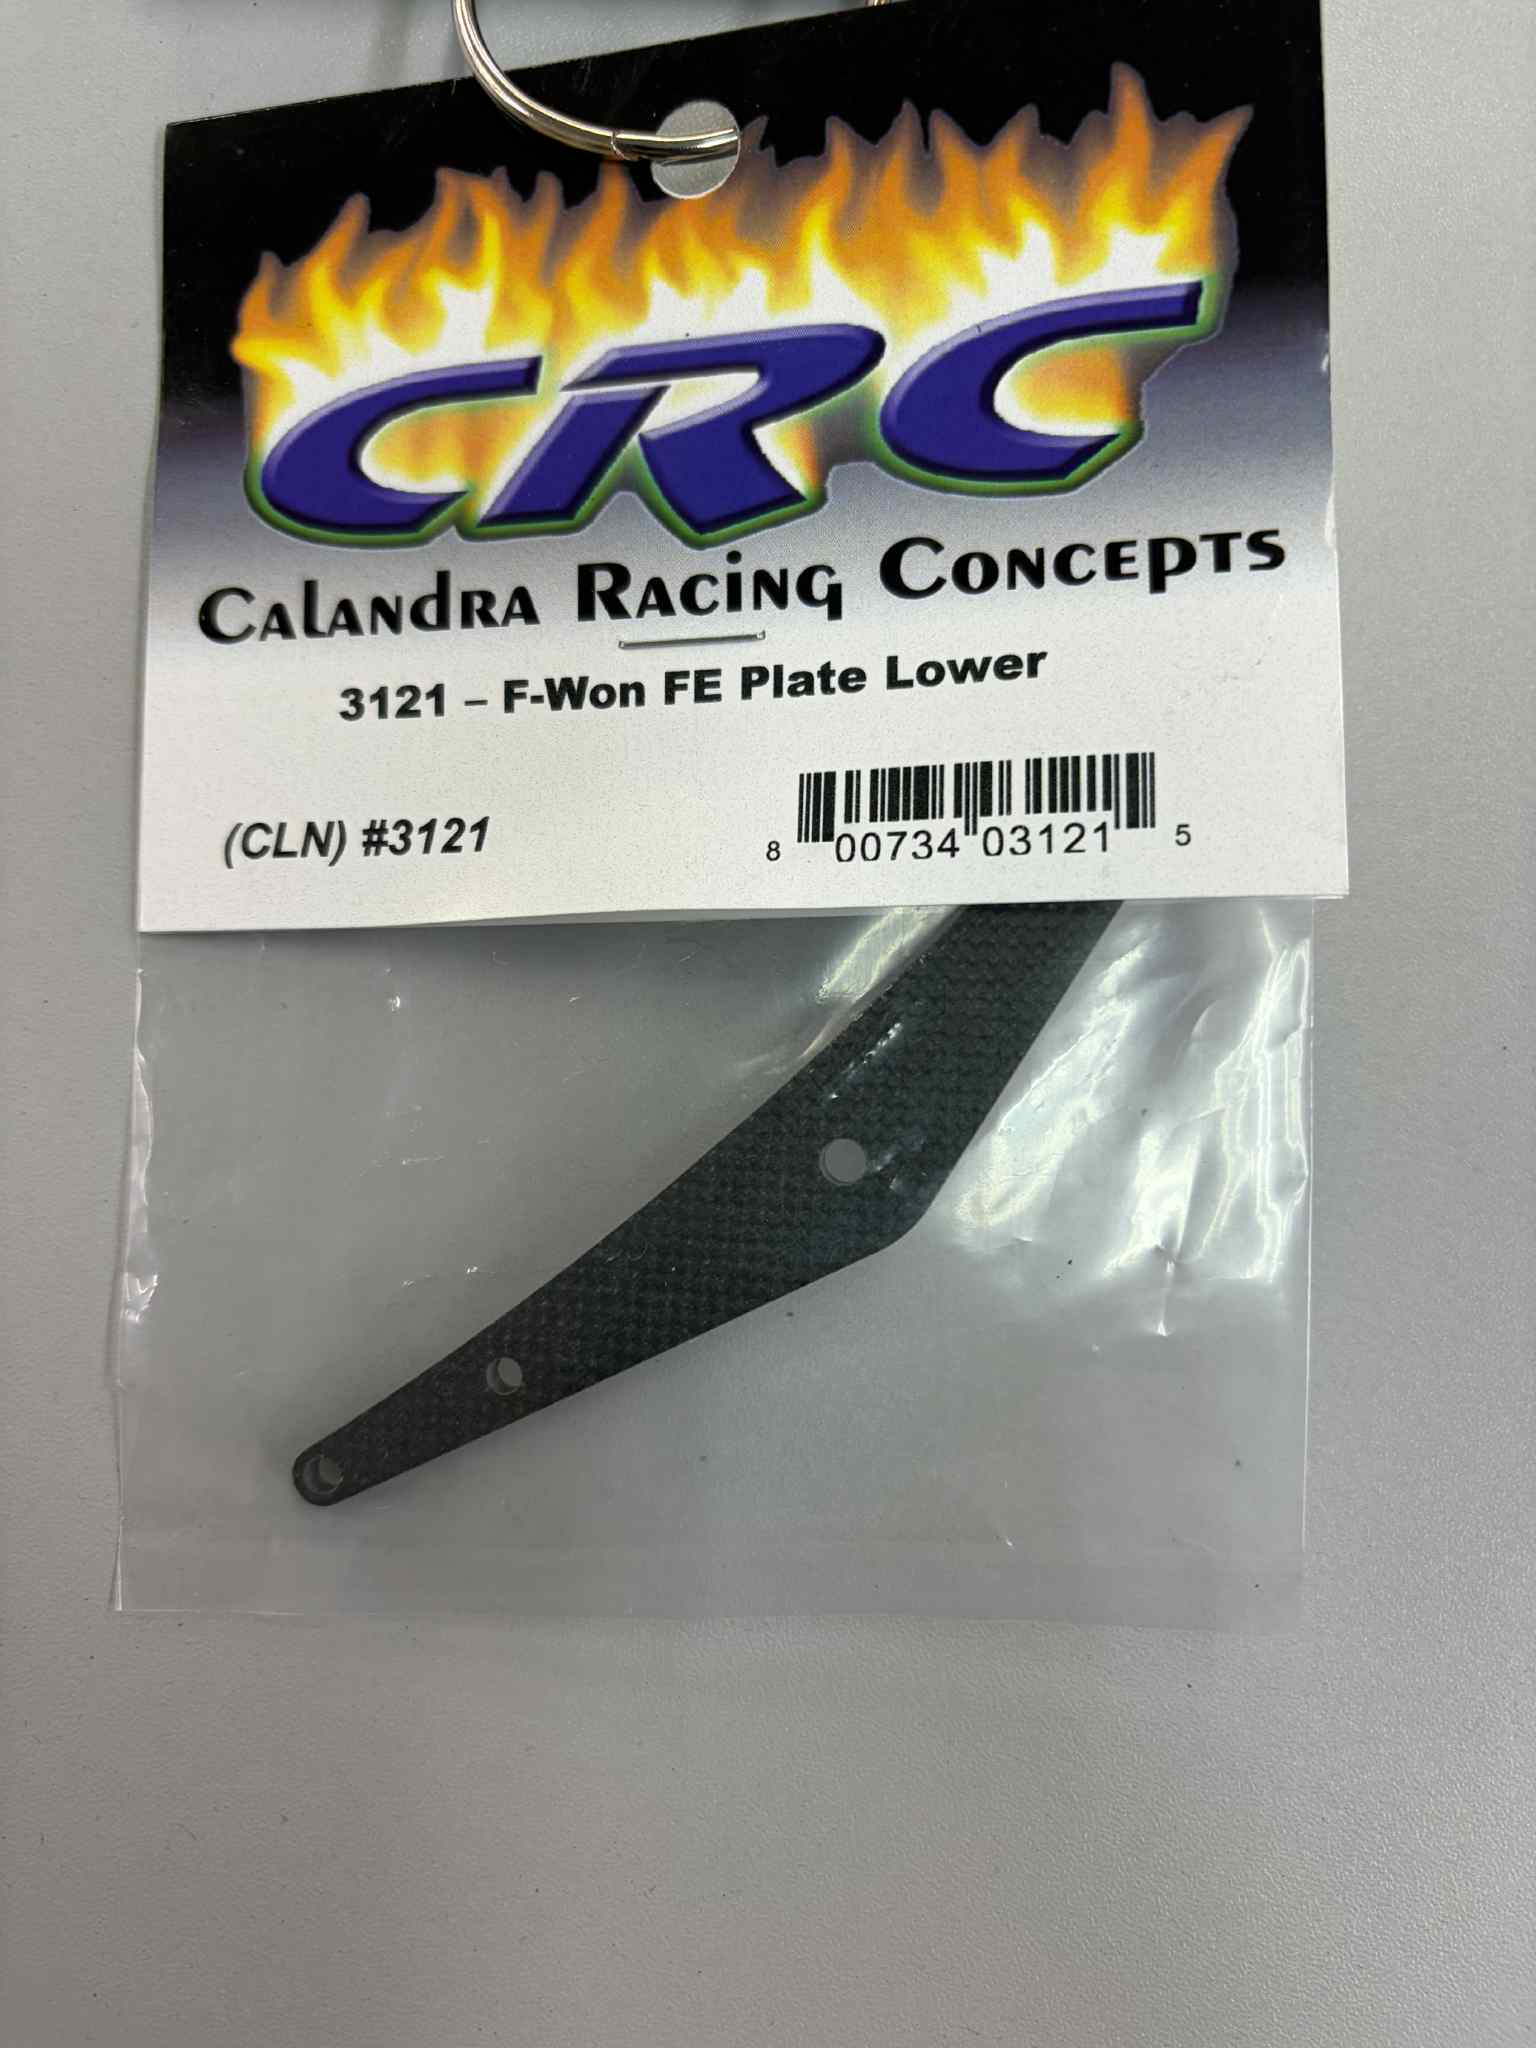 CRC
Calandra Racing Concepts
3121 – F-Won FE Plate Lower
(CLN) #3121
8 00734 03121 5